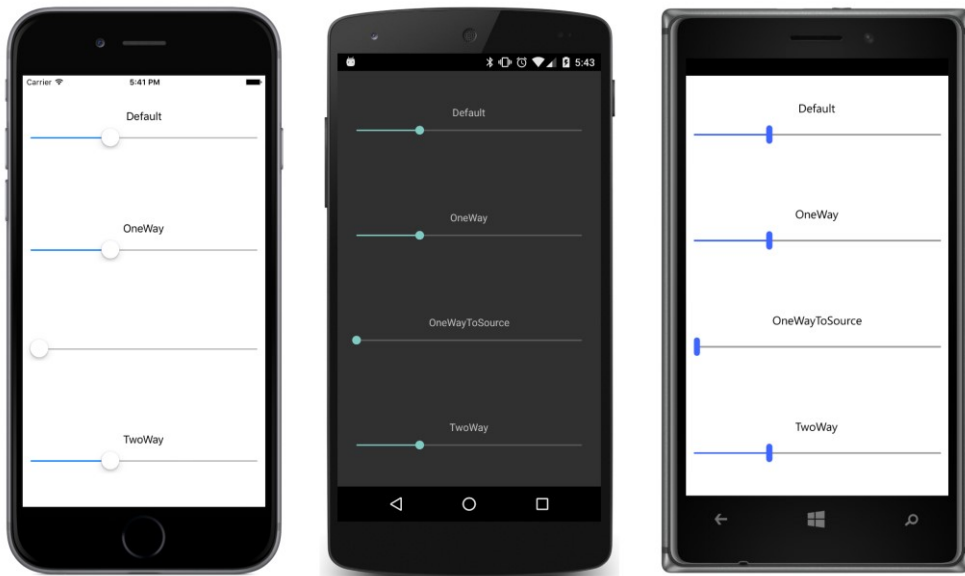 Carrier
5:41 PM
Default
OneWay
TwoWay
5:43
Default
OneWay
OneWayToSource
TwoWay
Default
OneWay
OneWayToSource
TwoWay